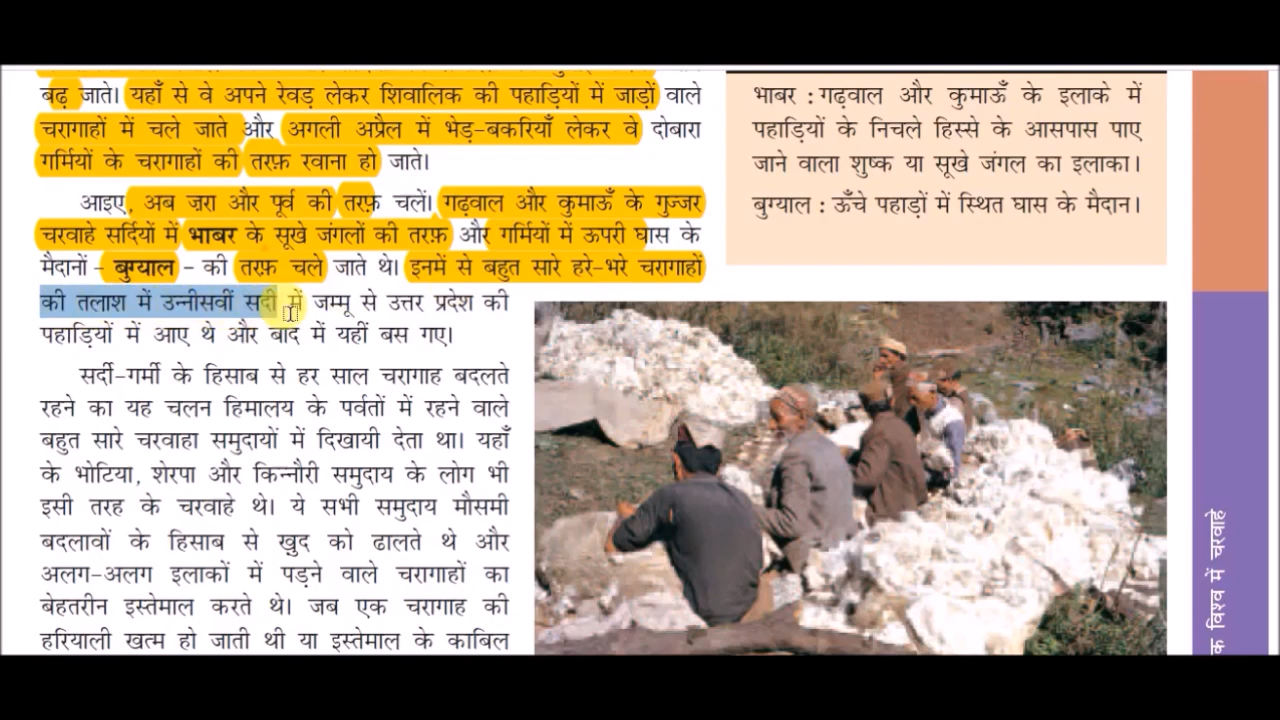 बढ़ जाते। यहाँ से वे अपने रेवड़ लेकर शिवालिक की पहाड़ियों में जाड़ों वाले
चरागाहों में चले जाते और अगली अप्रैल में भेड़-बकरियाँ लेकर वे दोबारा
गर्मियों के चरागाहों की तरफ़ रवाना हो जाते।
आइए, अब ज़रा और पूर्व की तरफ़ चलें। गढ़वाल और कुमाऊँ के गुज्जर
चरवाहे सर्दियों में भाबर के सूखे जंगलों की तरफ़ और गर्मियों में ऊपरी घास के
मैदानों - बुग्याल - की तरफ़ चले जाते थे। इनमें से बहुत सारे हरे-भरे चरागाहों
की तलाश में उन्नीसवीं सदी में जम्मू से उत्तर प्रदेश की
पहाड़ियों में आए थे और बाद में यहीं बस गए।
सर्दी-गर्मी के हिसाब से हर साल चरागाह बदलते
रहने का यह चलन हिमालय के पर्वतों में रहने वाले
बहुत सारे चरवाहा समुदायों में दिखायी देता था। यहाँ
के भोटिया, शेरपा और किन्नौरी समुदाय के लोग भी
इसी तरह के चरवाहे थे। ये सभी समुदाय मौसमी
बदलावों के हिसाब से खुद को ढालते थे और
अलग-अलग इलाकों में पड़ने वाले चरागाहों का
बेहतरीन इस्तेमाल करते थे। जब एक चरागाह की
हरियाली खत्म हो जाती थी या इस्तेमाल के काबिल
भाबर : गढ़वाल और कुमाऊँ के इलाके में
पहाड़ियों के निचले हिस्से के आसपास पाए
जाने वाला शुष्क या सूखे जंगल का इलाका।
बुग्याल : ऊँचे पहाड़ों में स्थित घास के मैदान।
विश्व में चरवाहे